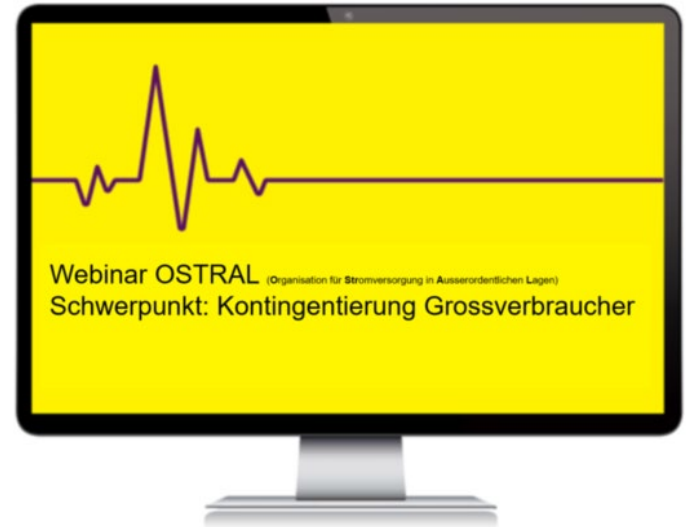 Webinar OSTRAL (Organisation für Stromversorgung in Ausserordentlichen Lagen)
Schwerpunkt: Kontingentierung Grossverbraucher